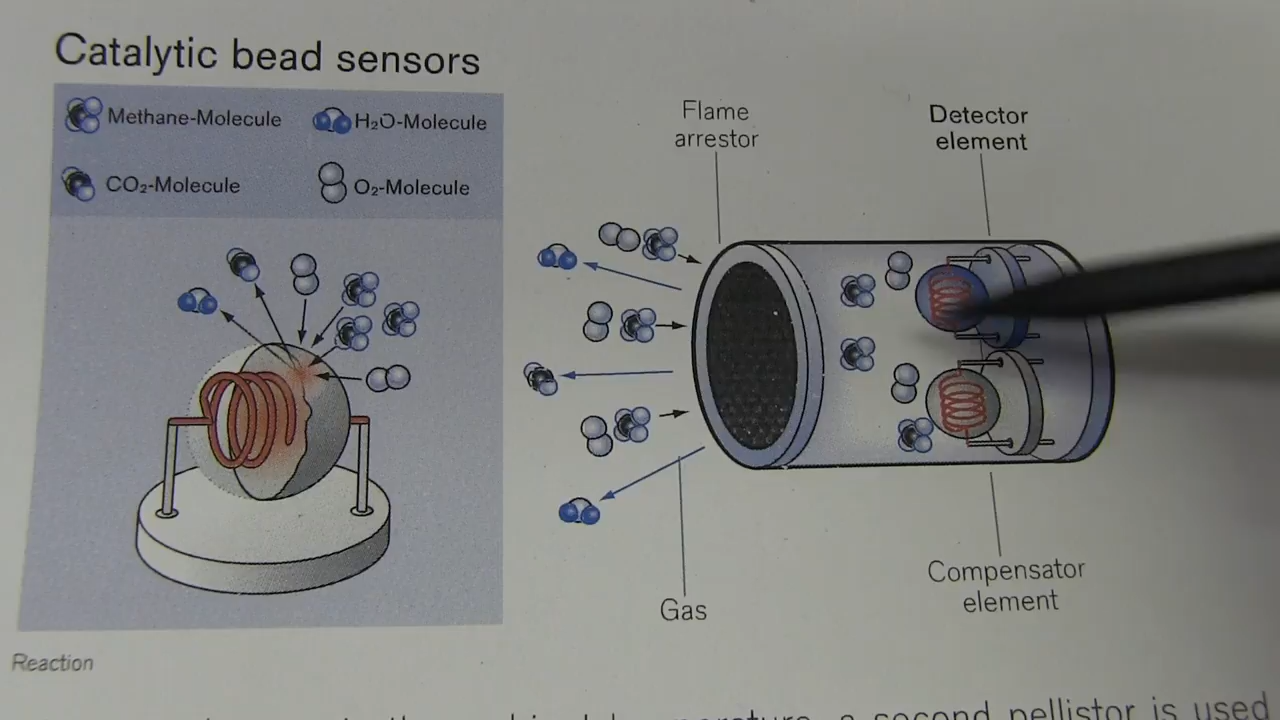 Catalytic bead sensors
Methane-Molecule
H₂O-Molecule
CO₂-Molecule
O₂-Molecule
Flame
arrestor
Detector
element
Compensator
element
Gas
Reaction
a second pellistor is used